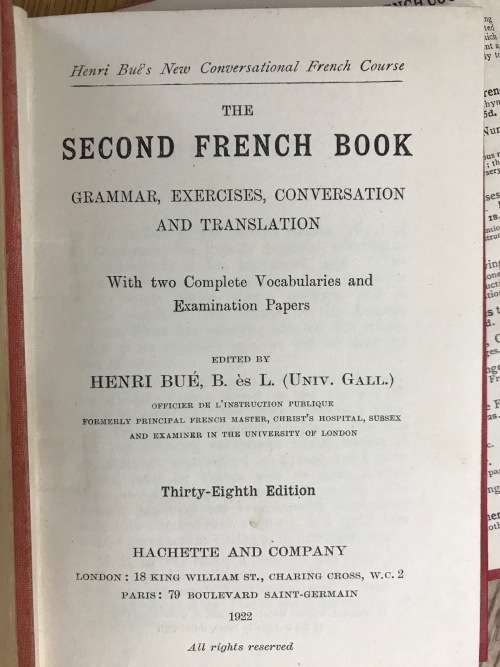 Henri Bué's New Conversational French Course
THE
SECOND FRENCH BOOK
GRAMMAR, EXERCISES, CONVERSATION
AND TRANSLATION
With two Complete Vocabularies and
Examination Papers
EDITED BY
HENRI BUÉ, B. ès L. (UNIV. GALL.)
OFFICIER DE L'INSTRUCTION PUBLIQUE
FORMERLY PRINCIPAL FRENCH MASTER, CHRIST'S HOSPITAL, SUSSEX
AND EXAMINER IN THE UNIVERSITY OF LONDON
Thirty-Eighth Edition
HACHETTE AND COMPANY
LONDON: 18 KING WILLIAM ST., CHARING CROSS, W.C. 2
PARIS: 79 BOULEVARD SAINT-GERMAIN
1922
All rights reserved